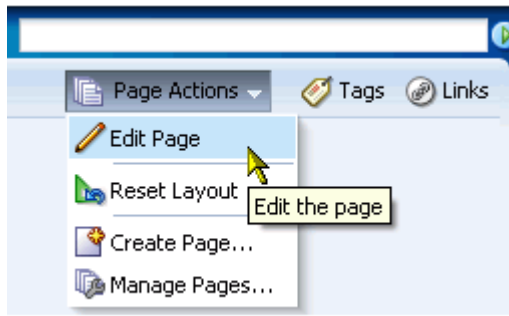 Page Actions Tags Links
Edit Page
Reset Layout
Edit the page
Create Page...
Manage Pages...